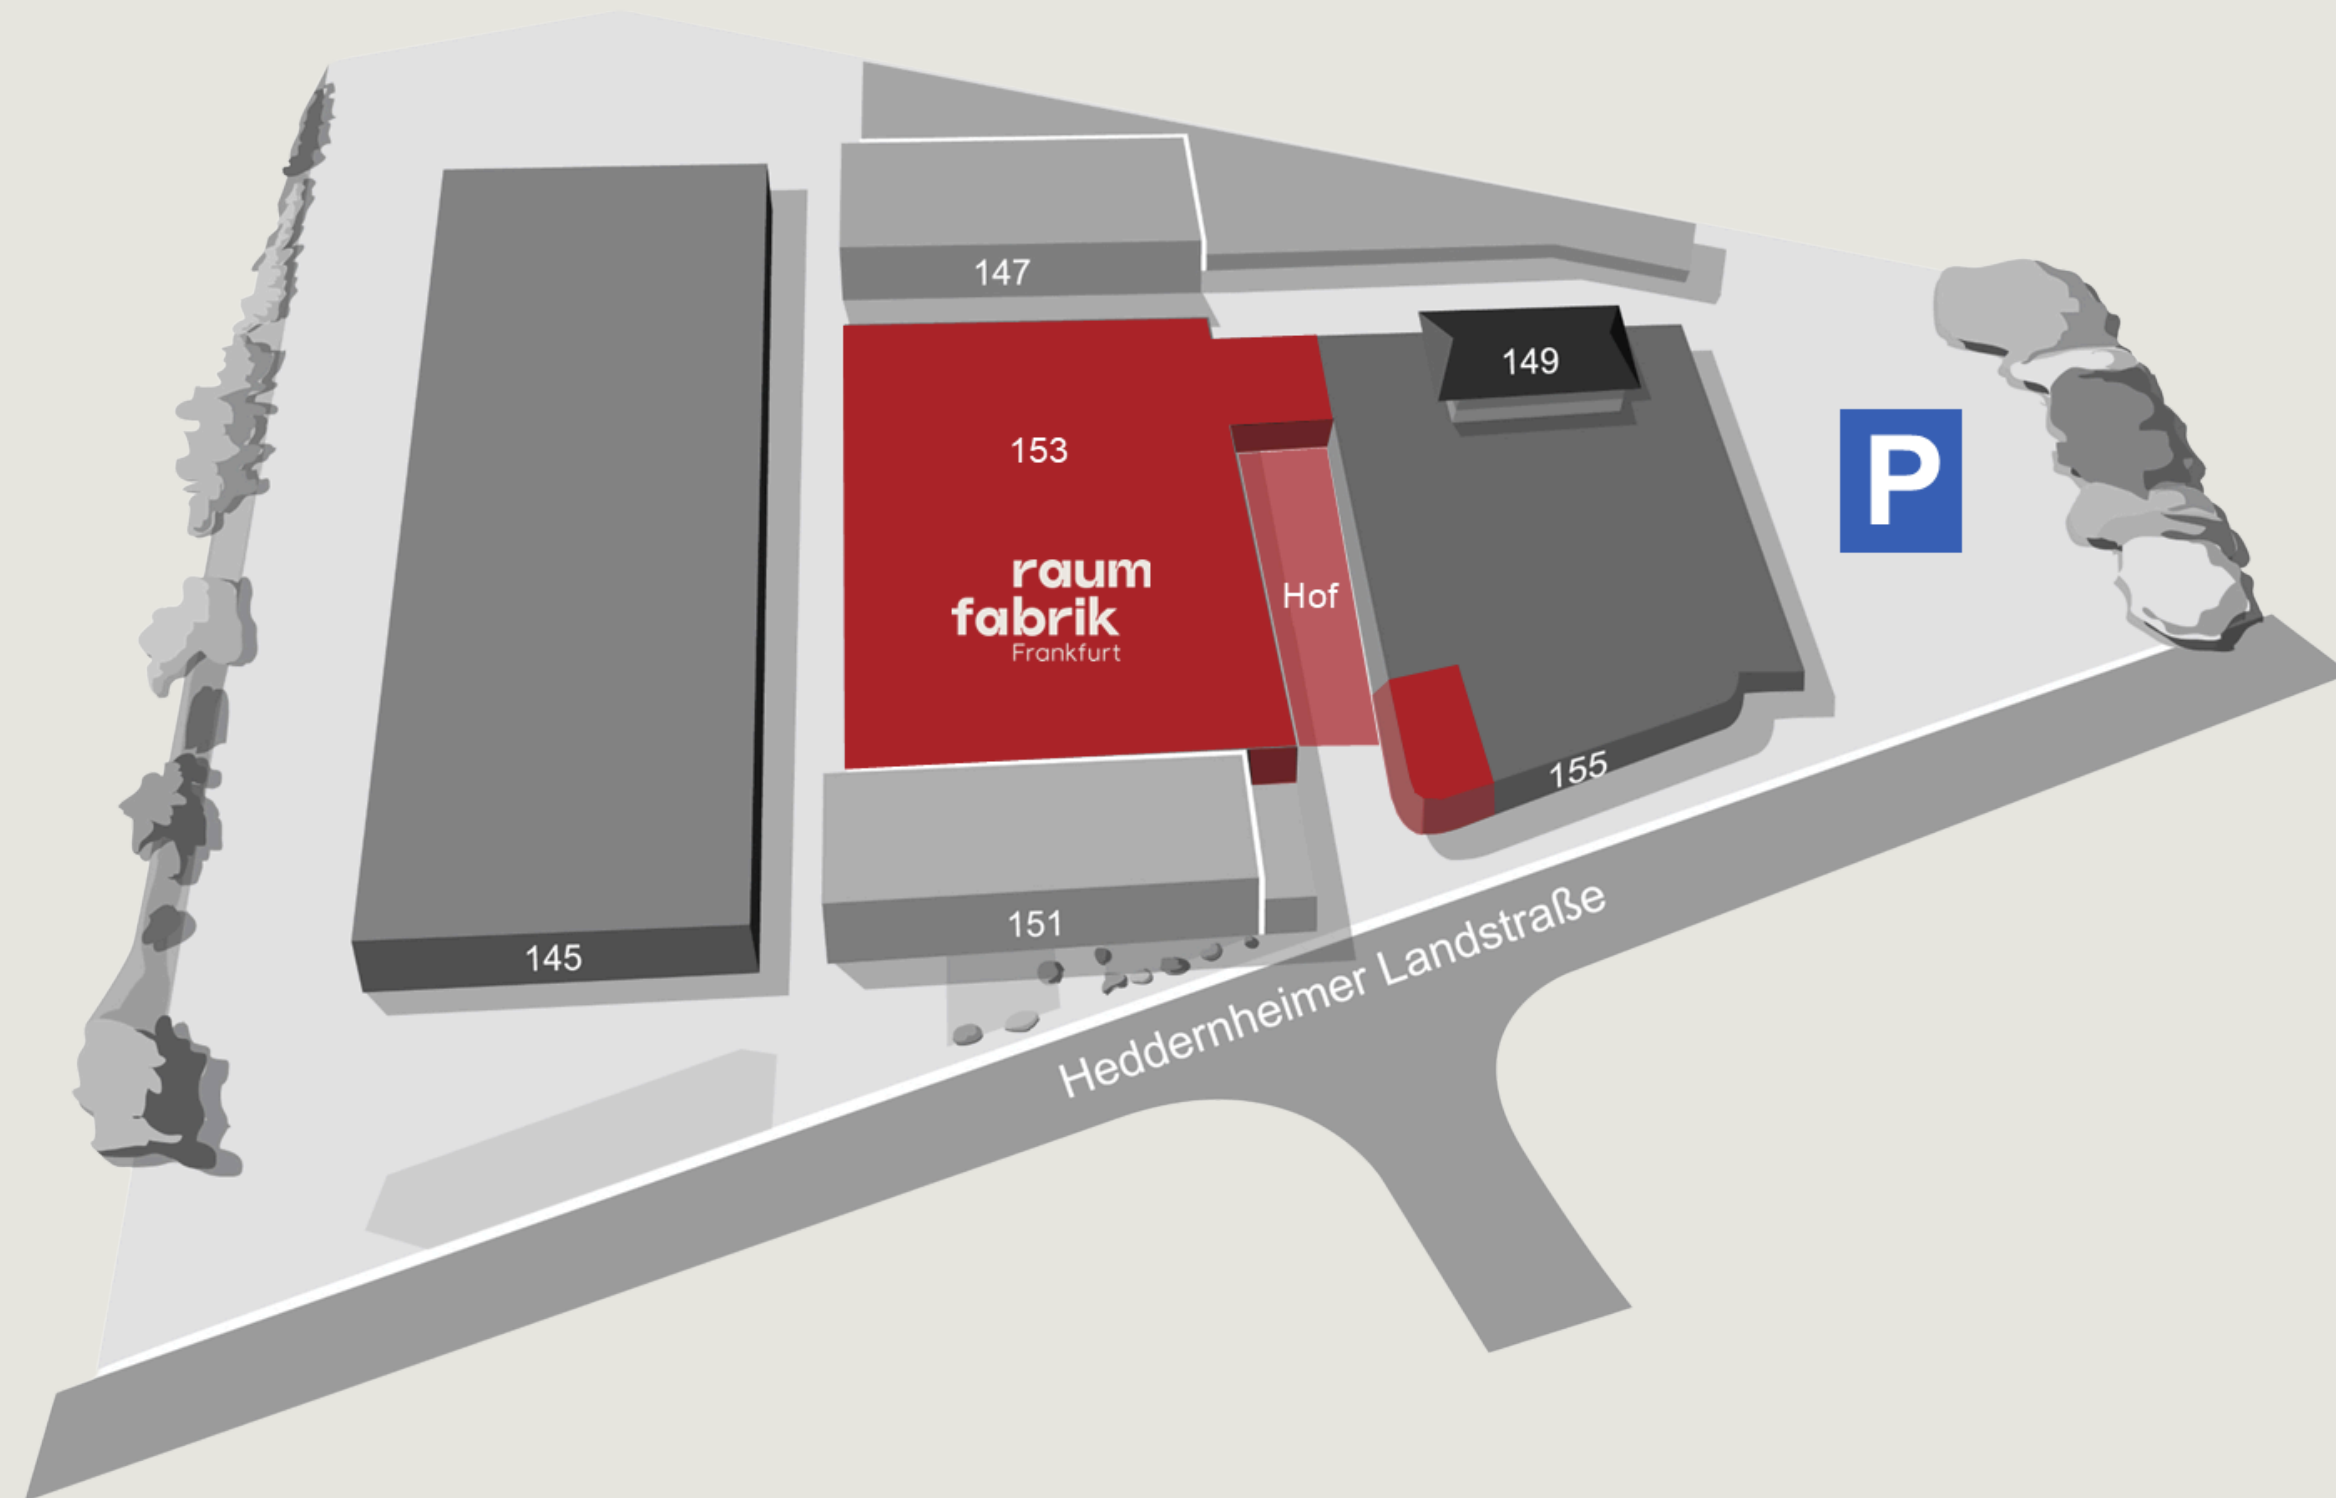 147
149
153
P
raum
fabrik
Frankfurt
Hof
155
151
145
Heddernheimer Landstraße